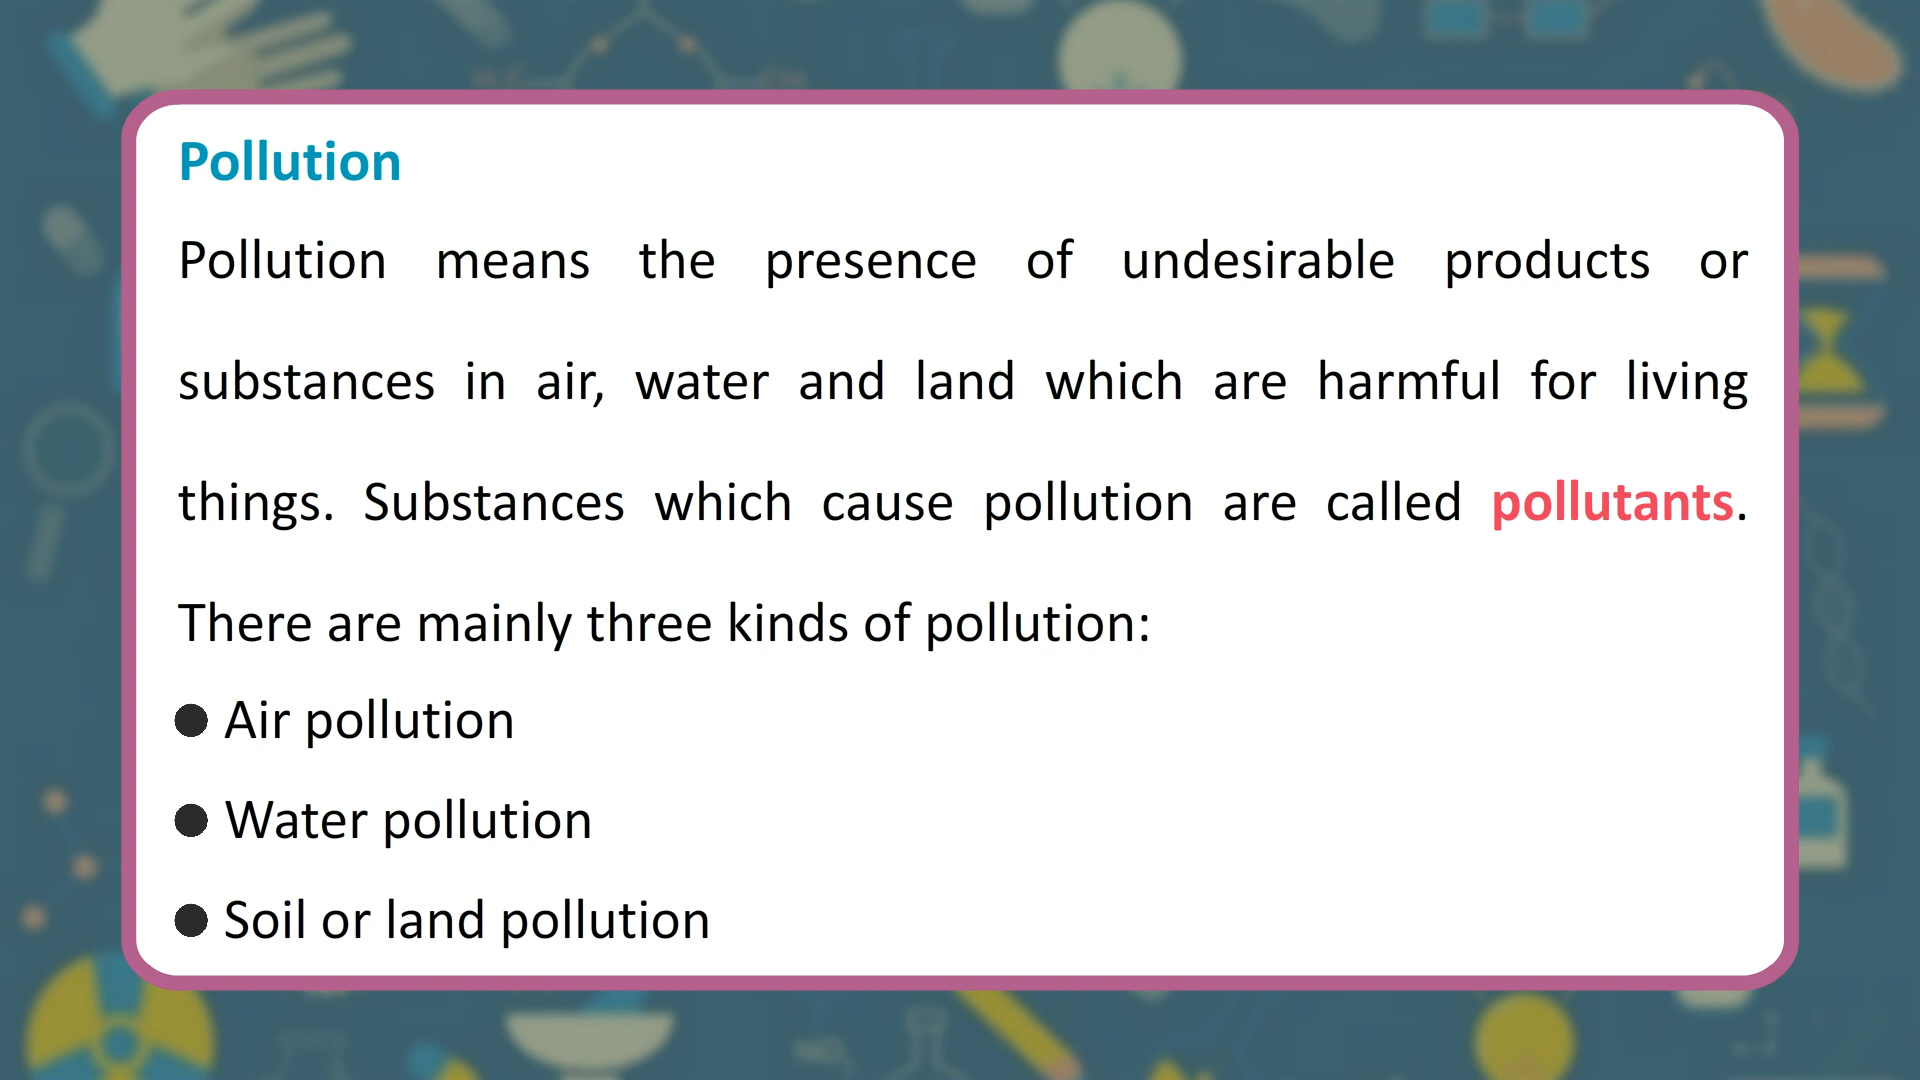 Pollution
Pollution means the presence of undesirable products or
substances in air, water and land which are harmful for living
things. Substances which cause pollution are called pollutants.
There are mainly three kinds of pollution:
● Air pollution
● Water pollution
● Soil or land pollution